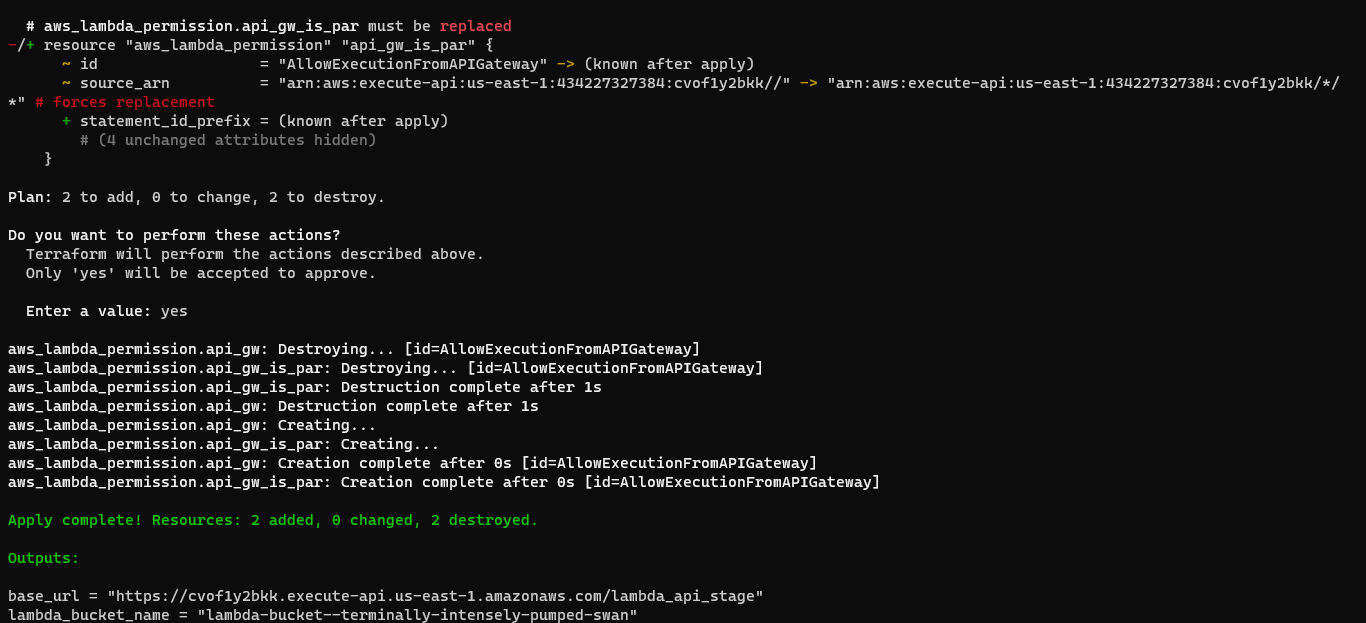 # aws_lambda_permission.api_gw_is_par must be replaced
-/+ resource "aws_lambda_permission" "api_gw_is_par" {
~ id                  = "AllowExecutionFromAPIGateway" -> (known after apply)
~ source_arn          = "arn:aws:execute-api:us-east-1:434227327384:cvof1y2bkk//" -> "arn:aws:execute-api:us-east-1:434227327384:cvof1y2bkk/*/
*" # forces replacement
+ statement_id_prefix = (known after apply)
# (4 unchanged attributes hidden)
}
Plan: 2 to add, 0 to change, 2 to destroy.
Do you want to perform these actions?
Terraform will perform the actions described above.
Only 'yes' will be accepted to approve.
Enter a value: yes
aws_lambda_permission.api_gw: Destroying... [id=AllowExecutionFromAPIGateway]
aws_lambda_permission.api_gw_is_par: Destroying... [id=AllowExecutionFromAPIGateway]
aws_lambda_permission.api_gw_is_par: Destruction complete after 1s
aws_lambda_permission.api_gw: Destruction complete after 1s
aws_lambda_permission.api_gw: Creating...
aws_lambda_permission.api_gw_is_par: Creating...
aws_lambda_permission.api_gw: Creation complete after 0s [id=AllowExecutionFromAPIGateway]
aws_lambda_permission.api_gw_is_par: Creation complete after 0s [id=AllowExecutionFromAPIGateway]
Apply complete! Resources: 2 added, 0 changed, 2 destroyed.
Outputs:
base_url = "https://cvof1y2bkk.execute-api.us-east-1.amazonaws.com/lambda_api_stage"
lambda_bucket_name = "lambda-bucket--terminally-intensely-pumped-swan"